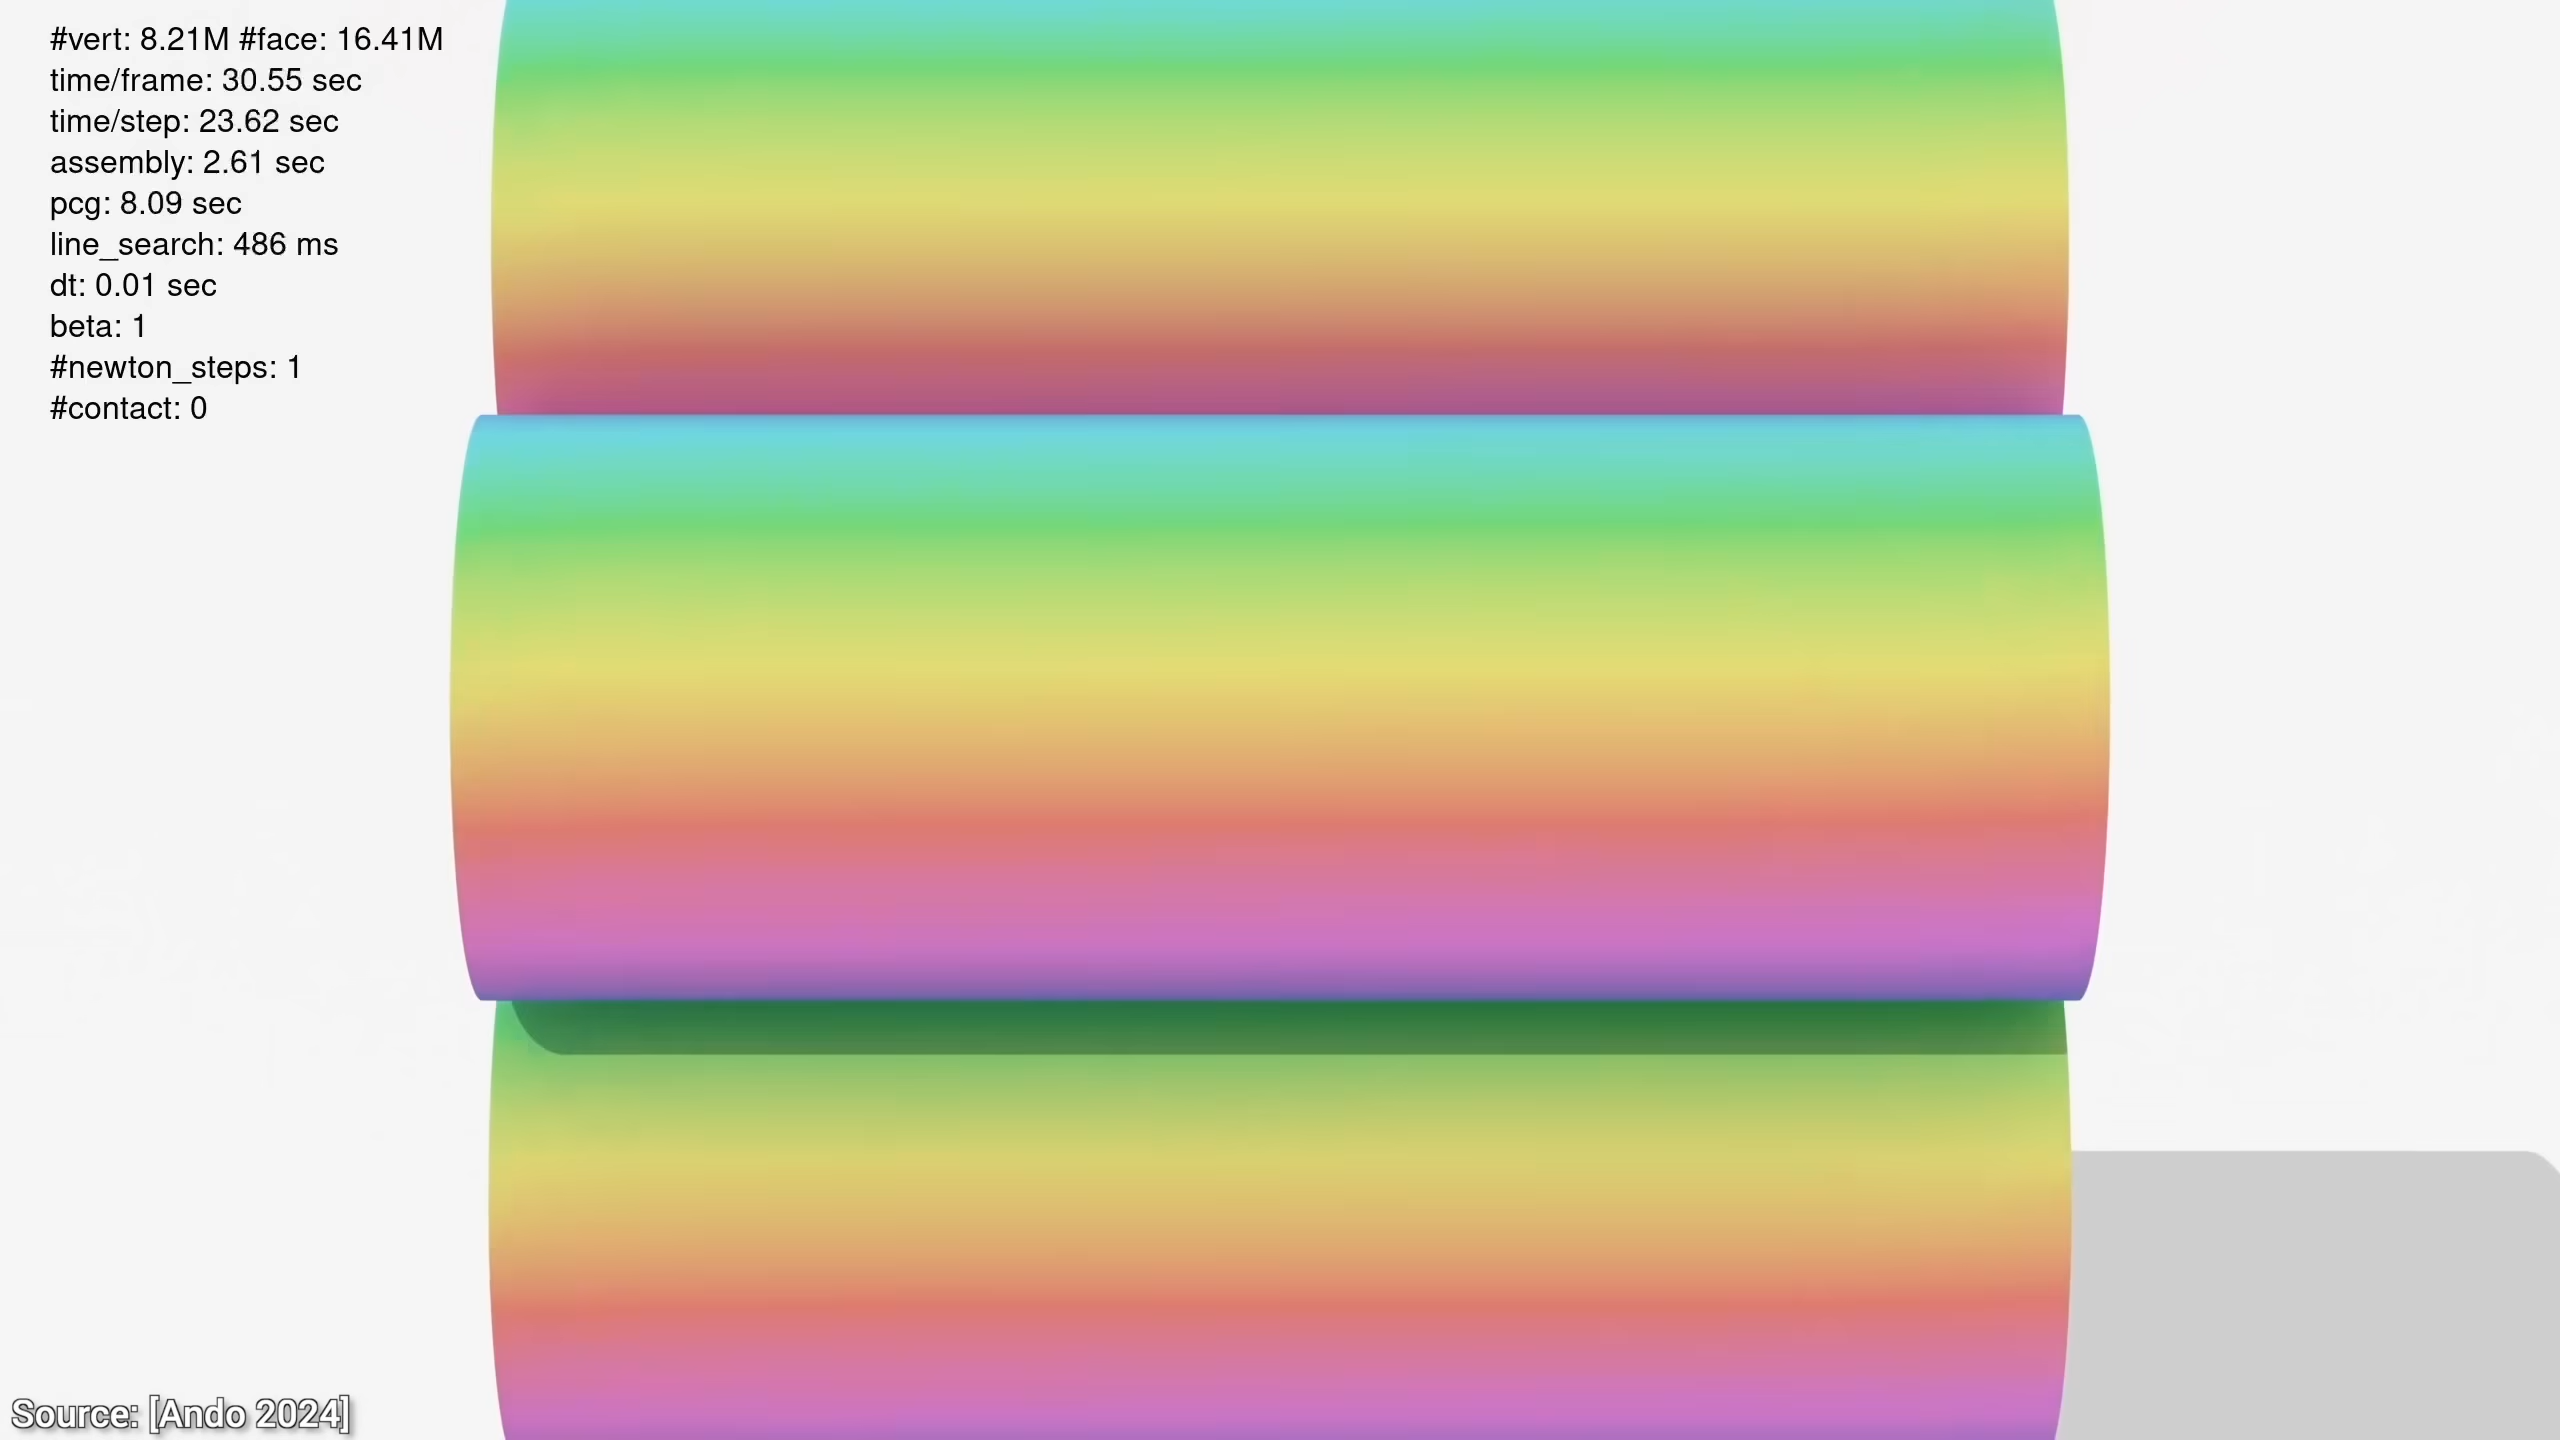 #vert: 8.21M #face: 16.41M
time/frame: 30.55 sec
time/step: 23.62 sec
assembly: 2.61 sec
pcg: 8.09 sec
line_search: 486 ms
dt: 0.01 sec
beta: 1
#newton_steps: 1
#contact: 0
Source: [Ando 2024]